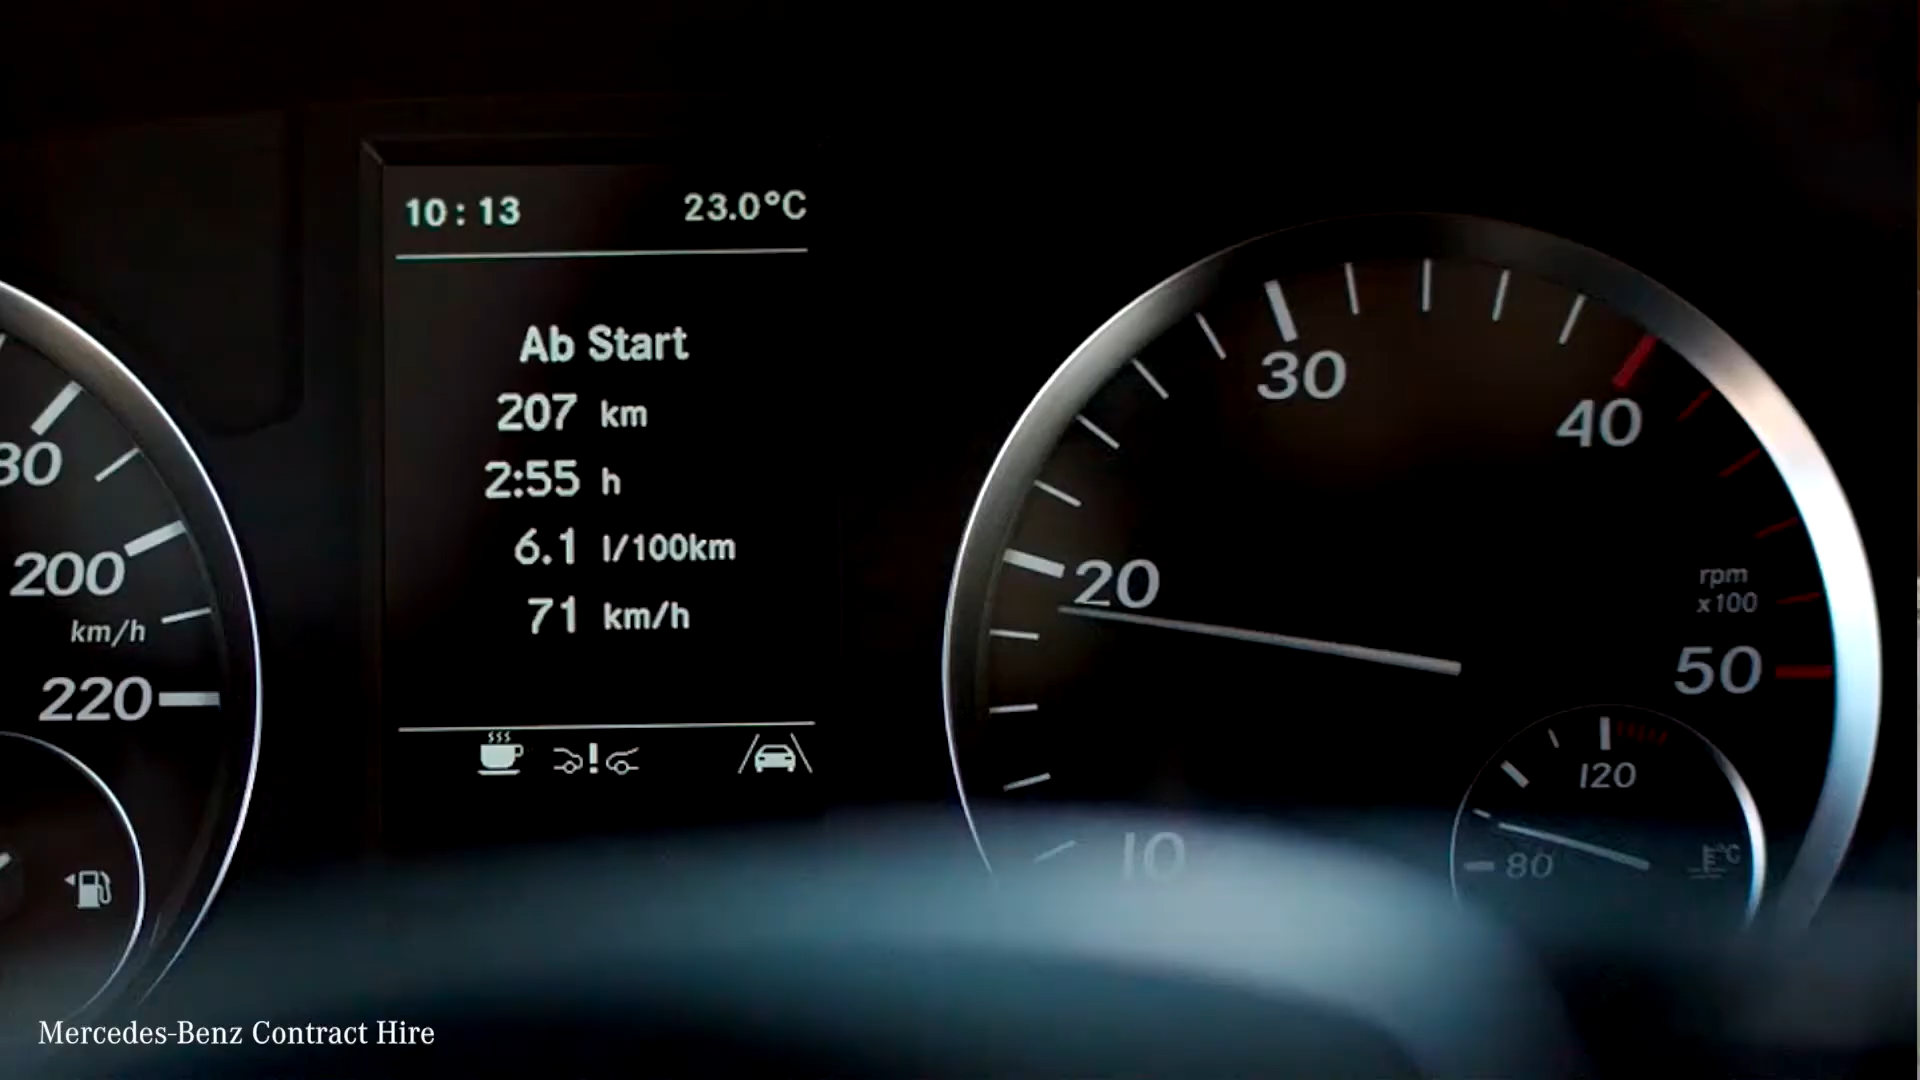 10:13 23.0°C
Ab Start
207 km
2:55 h
6.1 l/100km
71 km/h
200
km/h
220
10
20
30
40
50
rpm
x100
120
80
°C
Mercedes-Benz Contract Hire